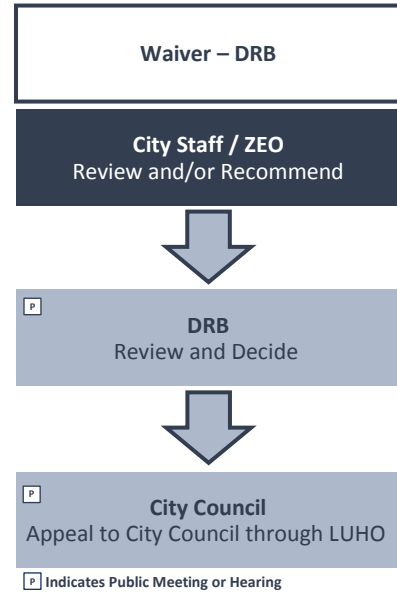 Waiver – DRB
City Staff / ZEO
Review and/or Recommend
P
DRB
Review and Decide
P
City Council
Appeal to City Council through LUHO
P Indicates Public Meeting or Hearing